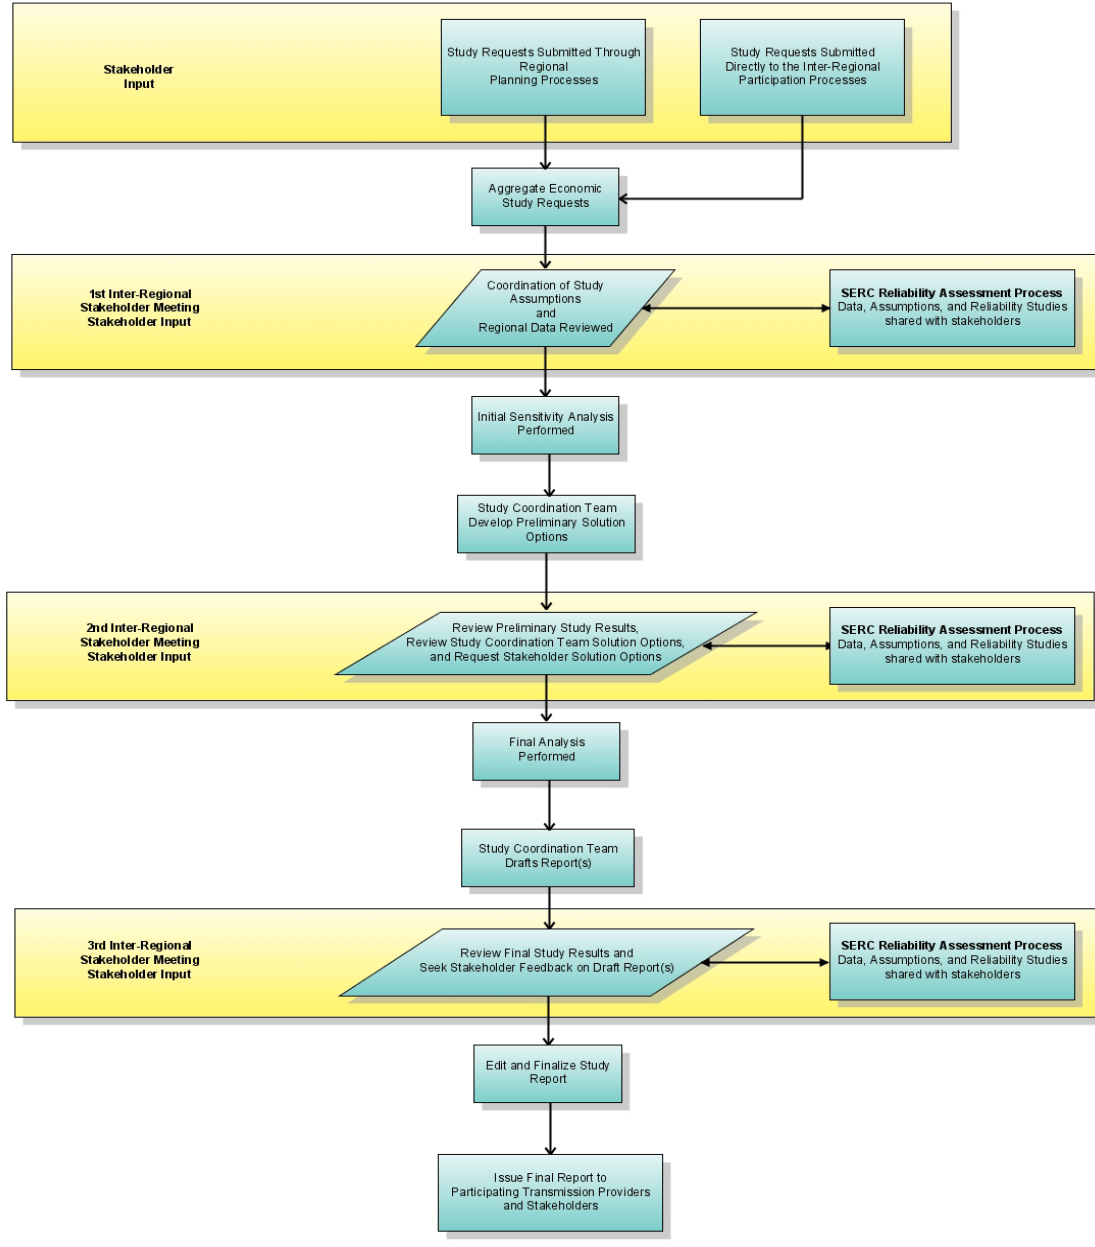 Stakeholder
Input
Study Requests Submitted Through
Regional
Planning Processes
Study Requests Submitted
Directly to the Inter-Regional
Participation Processes
Aggregate Economic
Study Requests
1st Inter-Regional
Stakeholder Meeting
Stakeholder Input
Coordination of Study
Assumptions
and
Regional Data Reviewed
SERC Reliability Assessment Process
Data, Assumptions, and Reliability Studies
shared with stakeholders
Initial Sensitivity Analysis
Performed
Study Coordination Team
Develop Preliminary Solution
Options
2nd Inter-Regional
Stakeholder Meeting
Stakeholder Input
Review Preliminary Study Results,
Review Study Coordination Team Solution Options,
and Request Stakeholder Solution Options
SERC Reliability Assessment Process
Data, Assumptions, and Reliability Studies
shared with stakeholders
Final Analysis
Performed
Study Coordination Team
Drafts Report(s)
3rd Inter-Regional
Stakeholder Meeting
Stakeholder Input
Review Final Study Results and
Seek Stakeholder Feedback on Draft Report(s)
SERC Reliability Assessment Process
Data, Assumptions, and Reliability Studies
shared with stakeholders
Edit and Finalize Study
Report
Issue Final Report to
Participating Transmission Providers
and Stakeholders